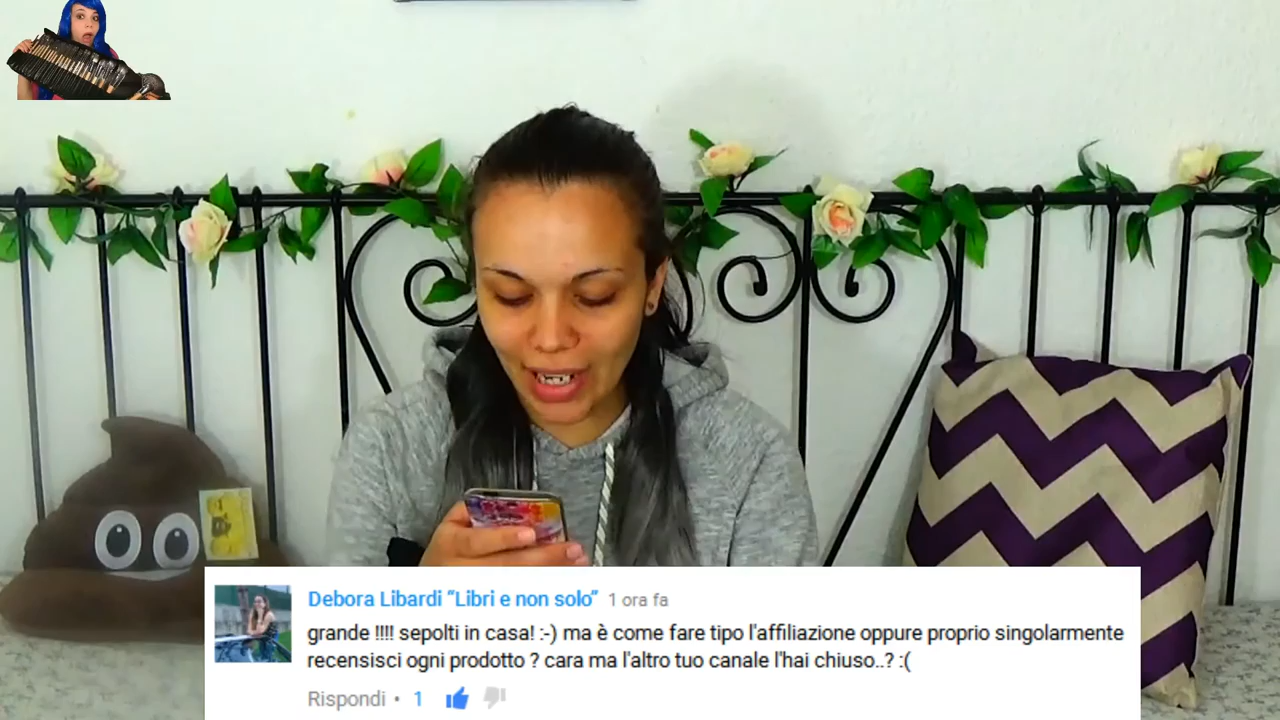 Debora Libardi “Libri e non solo” 1 ora fa
grande !!!! sepolti in casa! :-) ma è come fare tipo l'affiliazione oppure proprio singolarmente
recensisci ogni prodotto ? cara ma l'altro tuo canale l'hai chiuso..? :(
Rispondi • 1